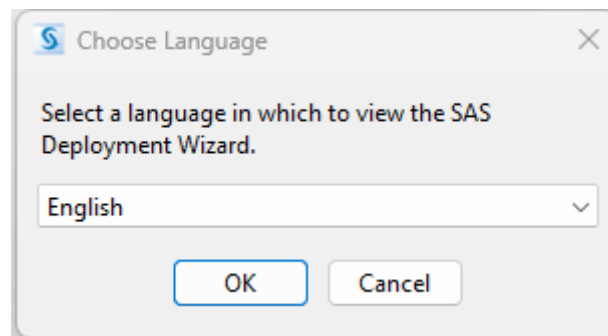 Choose Language
Select a language in which to view the SAS
Deployment Wizard.
English
OK
Cancel